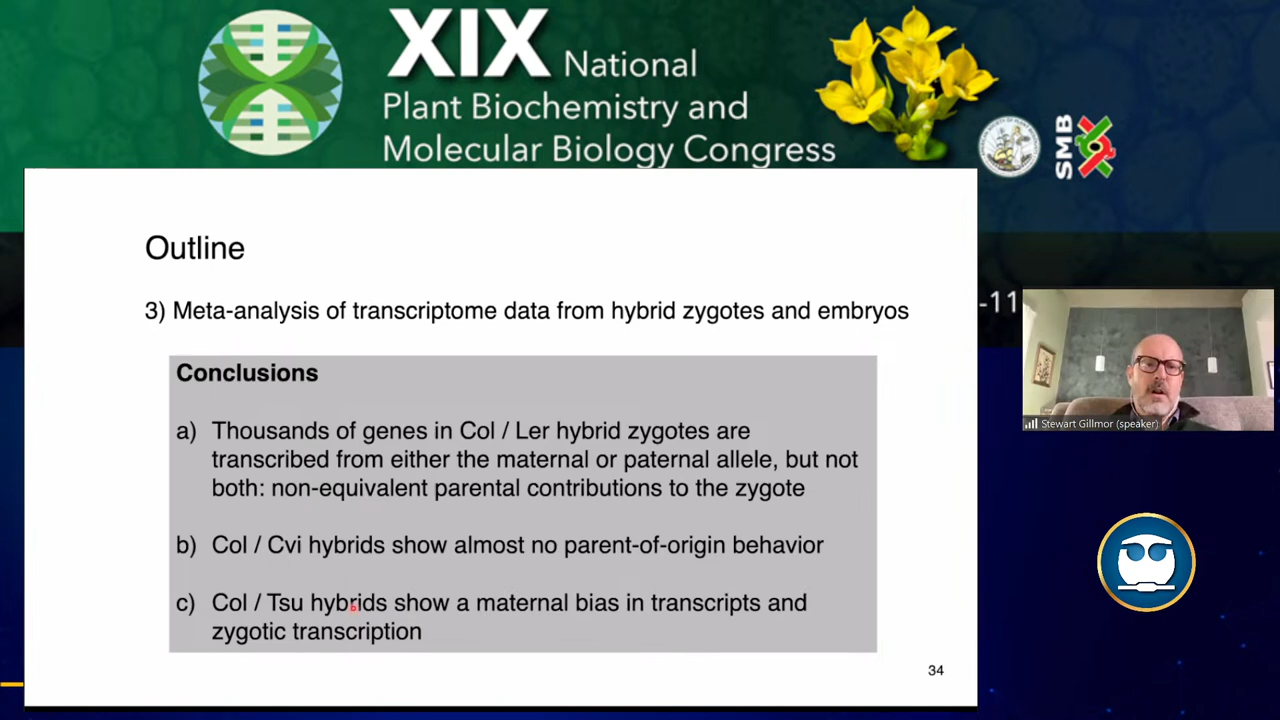 XIX National
Plant Biochemistry and
Molecular Biology Congress
SMB
Outline
3) Meta-analysis of transcriptome data from hybrid zygotes and embryos
-11
Conclusions
a) Thousands of genes in Col / Ler hybrid zygotes are
transcribed from either the maternal or paternal allele, but not
both: non-equivalent parental contributions to the zygote
Stewart Gillmor (speaker)
b) Col / Cvi hybrids show almost no parent-of-origin behavior
c) Col / Tsu hybrids show a maternal bias in transcripts and
zygotic transcription
34